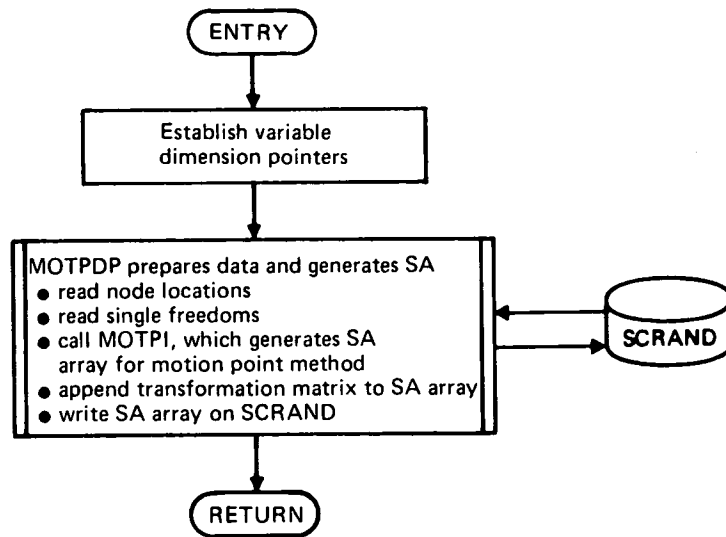 ENTRY
Establish variable
dimension pointers
MOTPDP prepares data and generates SA
● read node locations
● read single freedoms
● call MOTPI, which generates SA
array for motion point method
● append transformation matrix to SA array
● write SA array on SCRAND
SCRAND
RETURN